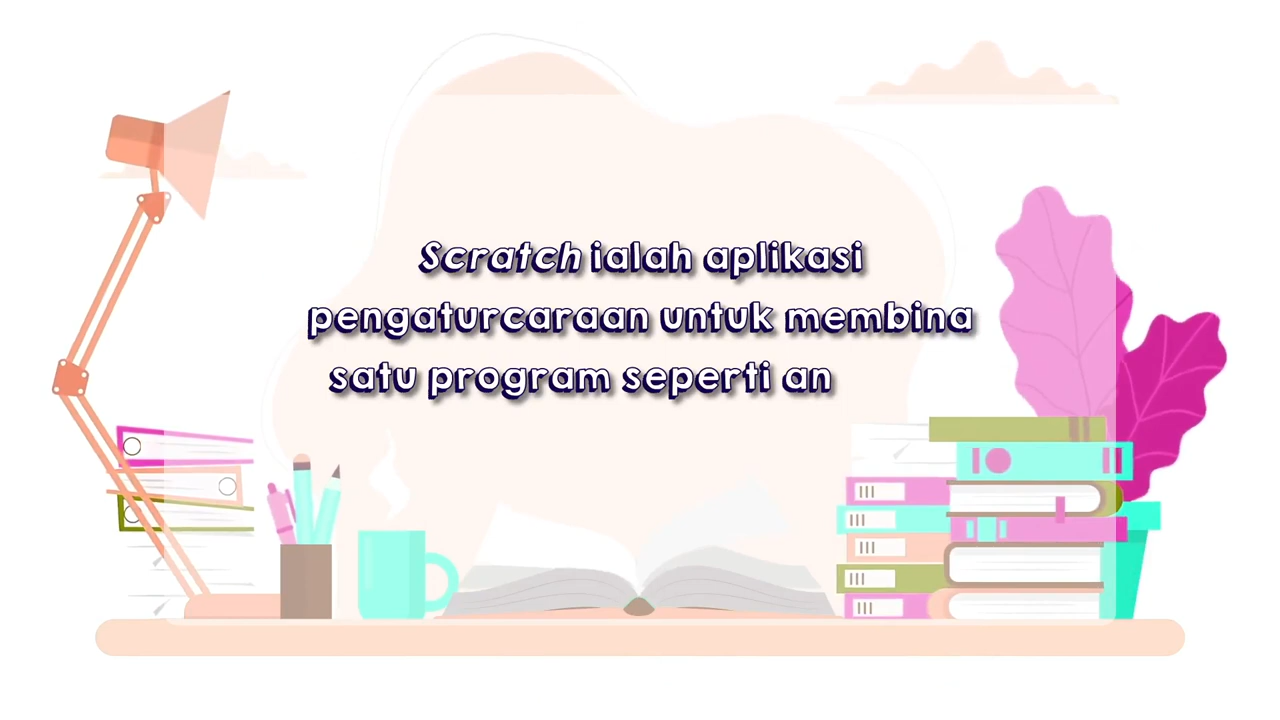 Scratch ialah aplikasi
pengaturcaraan untuk membina
satu program seperti an